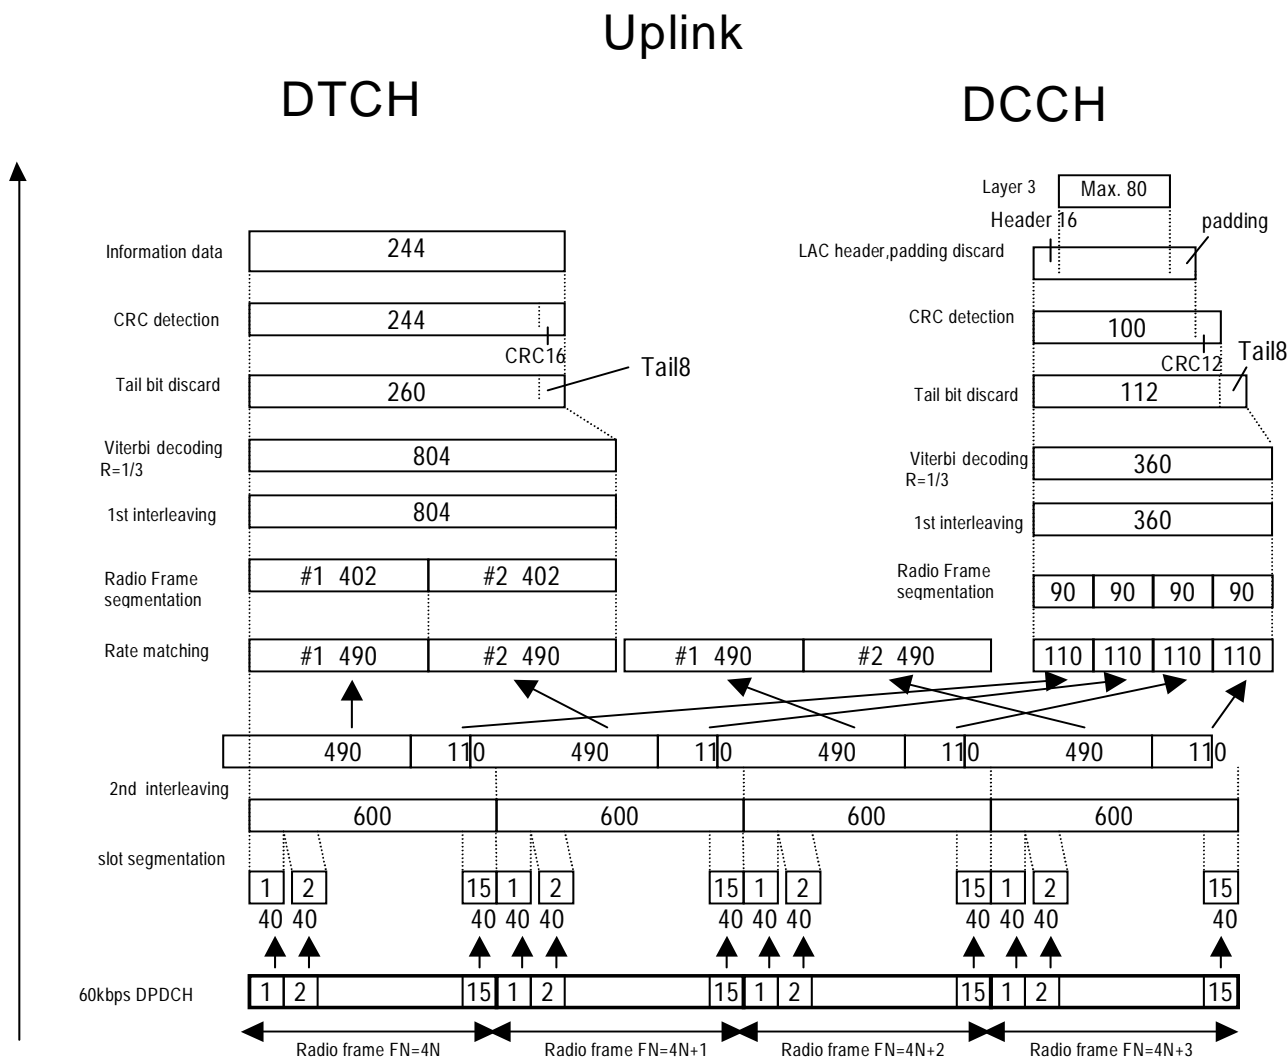 Uplink
DTCH
DCCH
Layer 3
Max. 80
Header 16
padding
Information data
244
LAC header,padding discard
CRC detection
244
CRC16
CRC detection
100
CRC12
Tail bit discard
260
Tail8
Tail bit discard
112
Tail8
Viterbi decoding
R=1/3
804
Viterbi decoding
R=1/3
360
1st interleaving
804
1st interleaving
360
Radio Frame
segmentation
#1 402
#2 402
Radio Frame
segmentation
90 90 90 90
Rate matching
#1 490
#2 490
#1 490
#2 490
110 110 110 110
490 110 490 110 490 110 490 110
2nd interleaving
600 600 600 600
slot segmentation
1 2 15 1 2 15 1 2 15 1 2 15
40 40 40 40 40 40 40 40 40 40 40 40
60kbps DPDCH
1 2 15 1 2 15 1 2 15 1 2 15
Radio frame FN=4N
Radio frame FN=4N+1
Radio frame FN=4N+2
Radio frame FN=4N+3